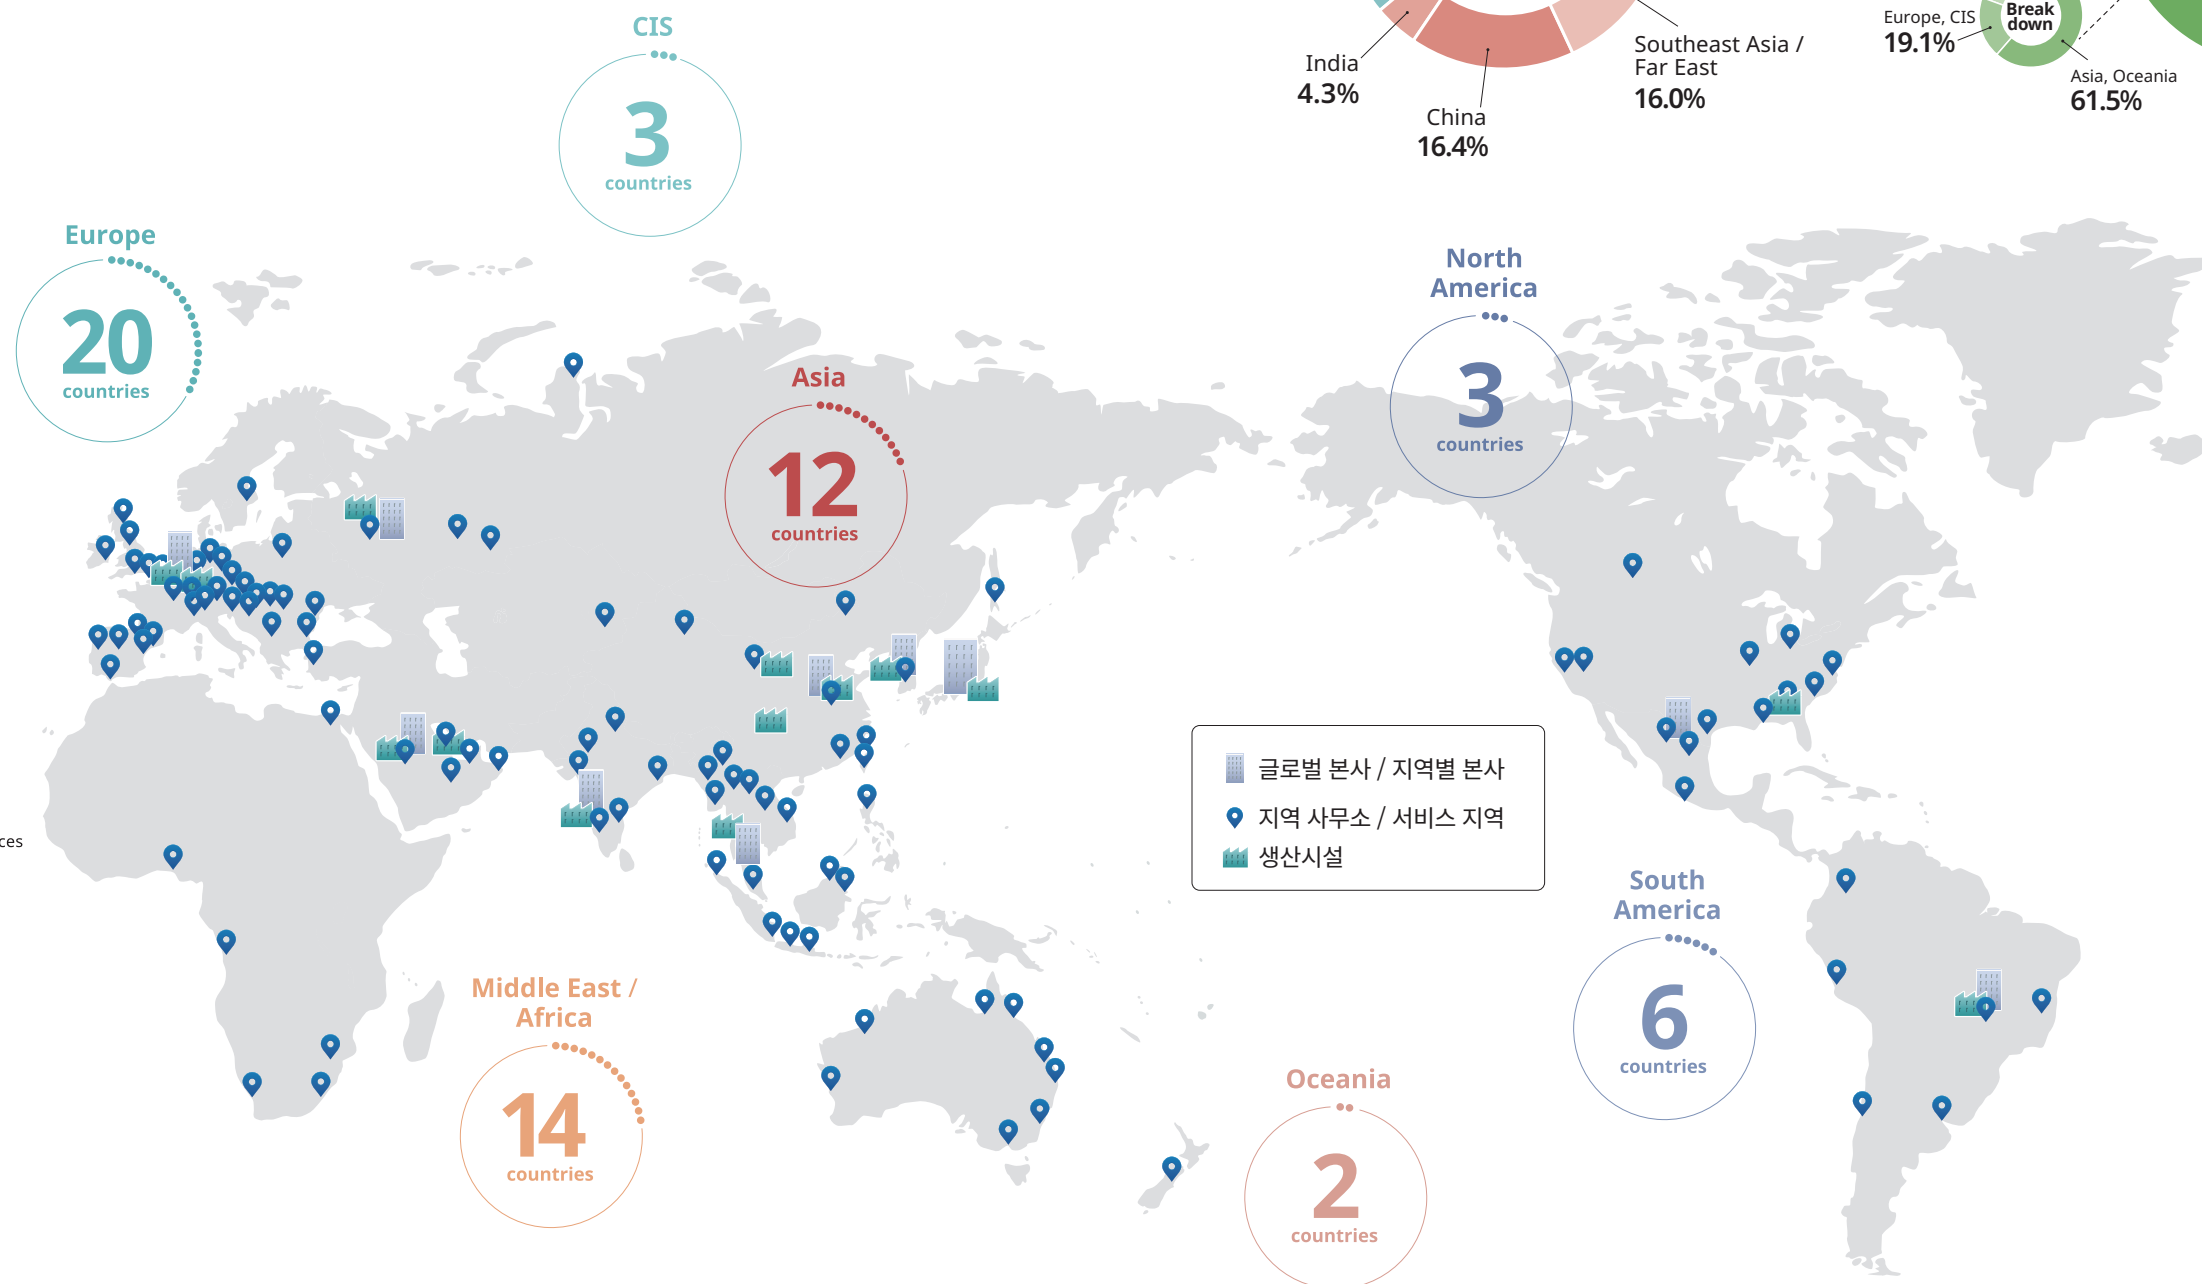 CIS
3
countries
India
4.3%
China
16.4%
Southeast Asia /
Far East
16.0%
Europe, CIS
19.1%
Break
down
Asia, Oceania
61.5%
Europe
20
countries
North
America
3
countries
Asia
12
countries
글로벌 본사 / 지역별 본사
지역 사무소 / 서비스 지역
생산시설
ces
South
America
6
countries
Middle East /
Africa
14
countries
Oceania
2
countries